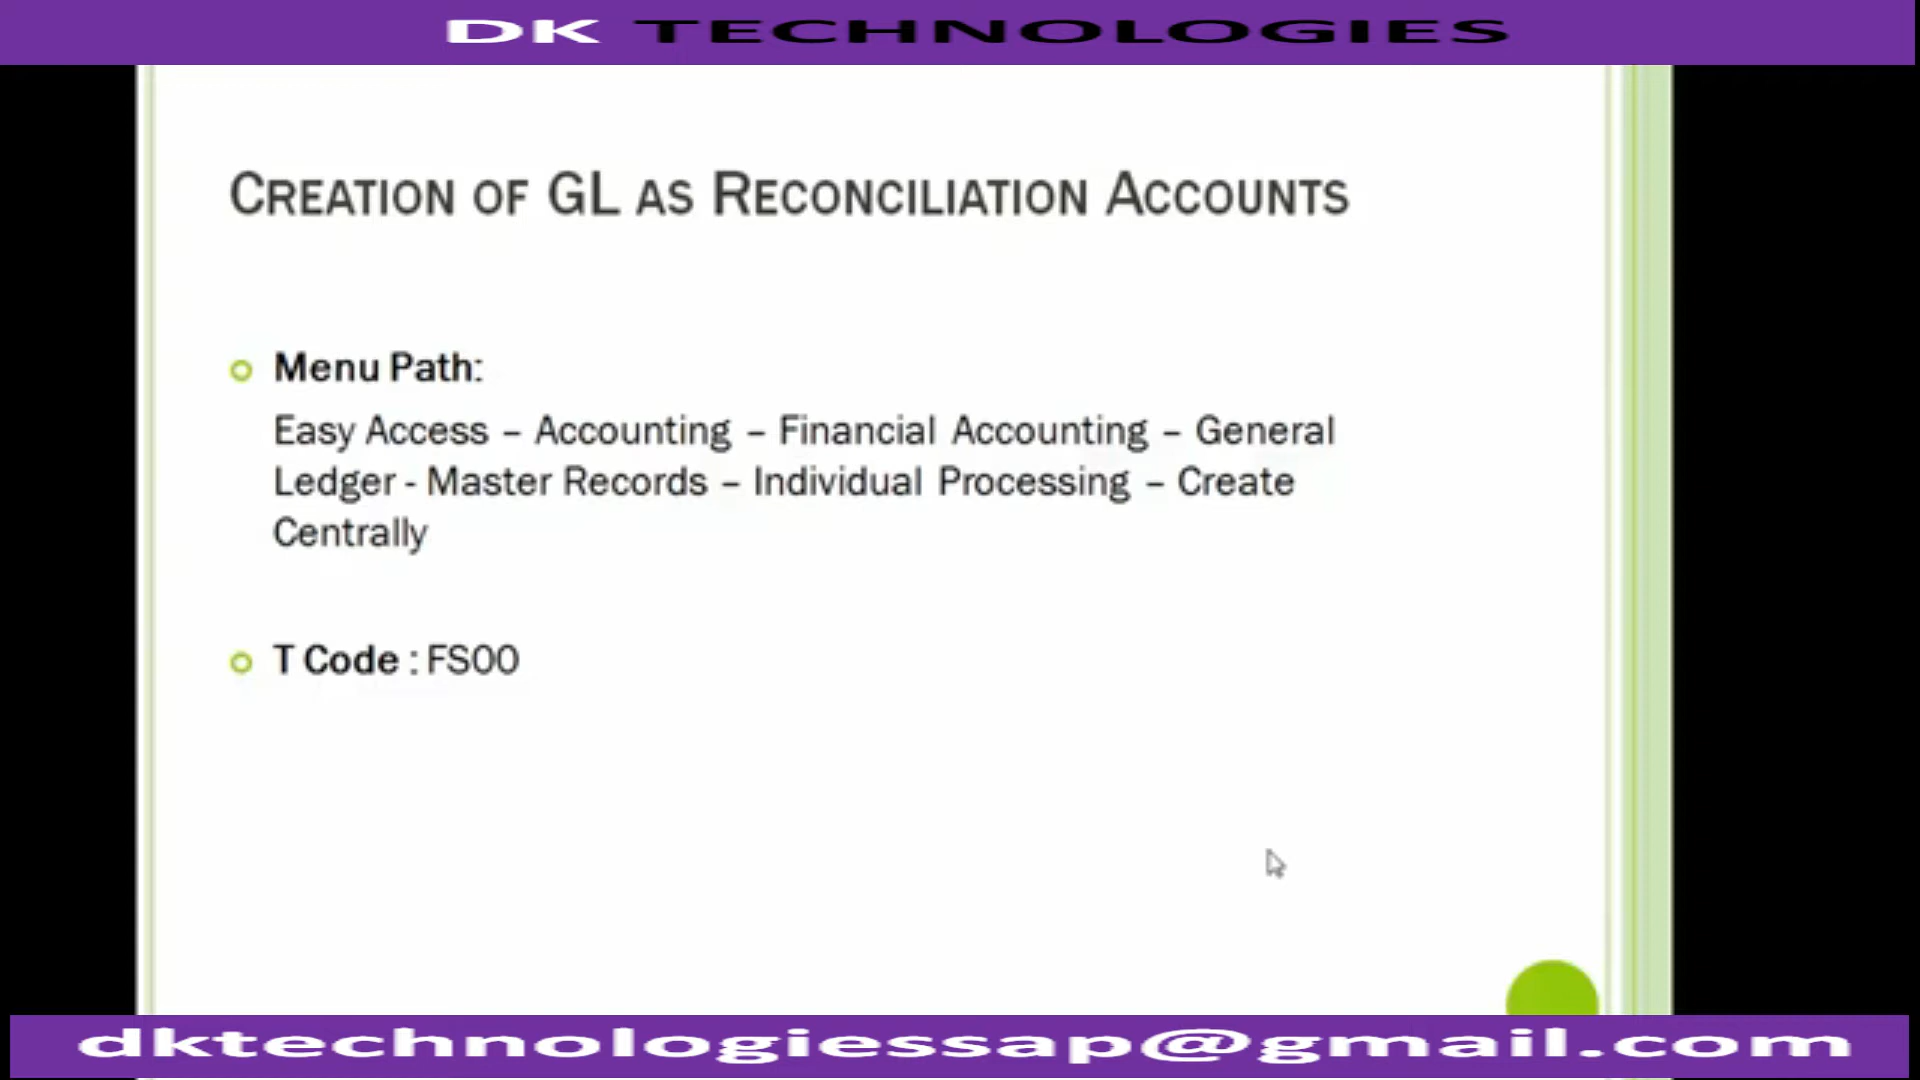 DK TECHNOLOGIES
CREATION OF GL AS RECONCILIATION ACCOUNTS
Menu Path:
Easy Access – Accounting – Financial Accounting – General
Ledger - Master Records – Individual Processing – Create
Centrally
T Code : FS00
dktechnologiessap@gmail.com